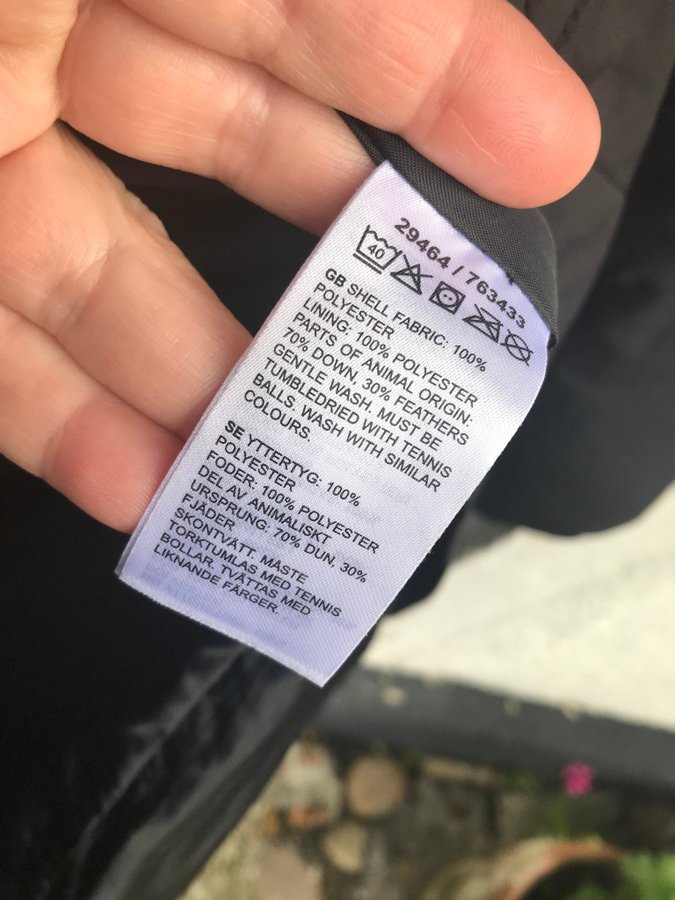 29464 / 763433
40
GB SHELL FABRIC: 100%
POLYESTER
LINING: 100% POLYESTER
PARTS OF ANIMAL ORIGIN:
70% DOWN, 30% FEATHERS
GENTLE WASH. MUST BE
TUMBLEDRIED WITH TENNIS
BALLS. WASH WITH SIMILAR
COLOURS.
SE YTTERTYG: 100%
POLYESTER
FODER: 100% POLYESTER
DEL AV ANIMALISKT
URSPRUNG: 70% DUN, 30%
FJÄDER
SKONTVÄTT. MÅSTE
TORKTUMLAS MED TENNIS
BOLLAR. TVÄTTAS MED
LIKNANDE FÄRGER.